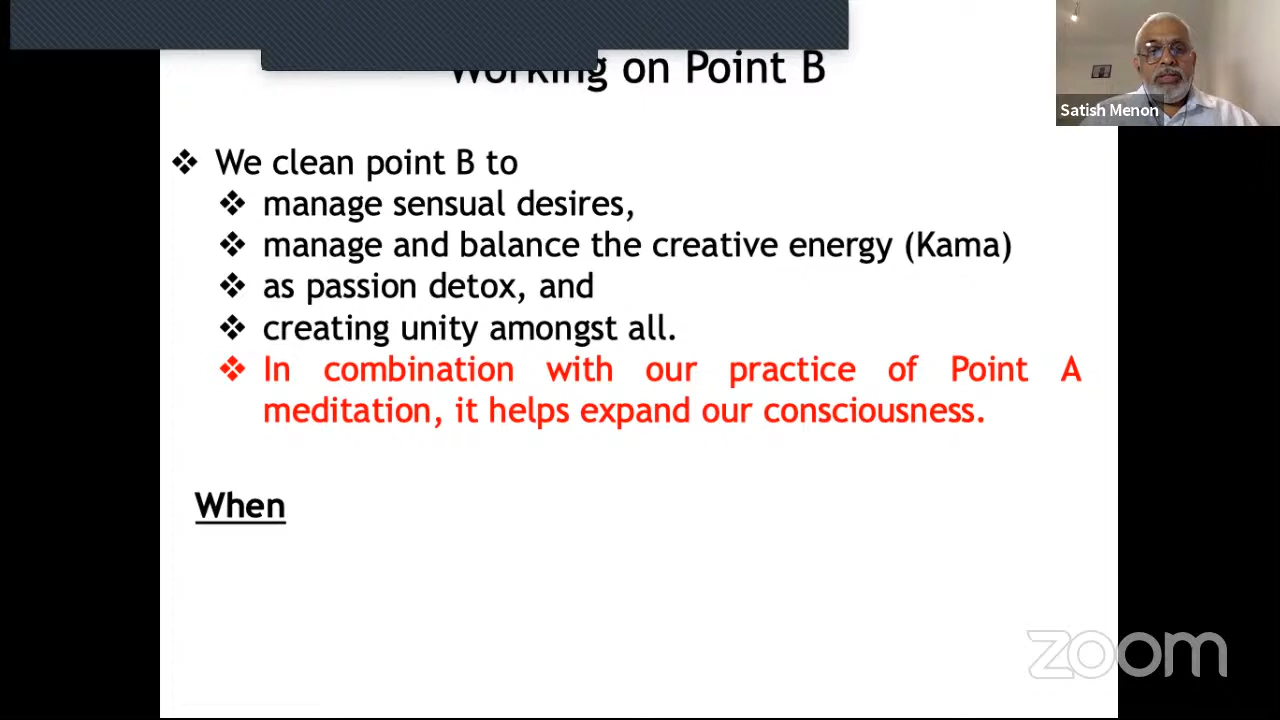 Working on Point B
Satish Menon
❖ We clean point B to
❖ manage sensual desires,
❖ manage and balance the creative energy (Kama)
❖ as passion detox, and
❖ creating unity amongst all.
❖ In combination with our practice of Point A
meditation, it helps expand our consciousness.
When
zoom